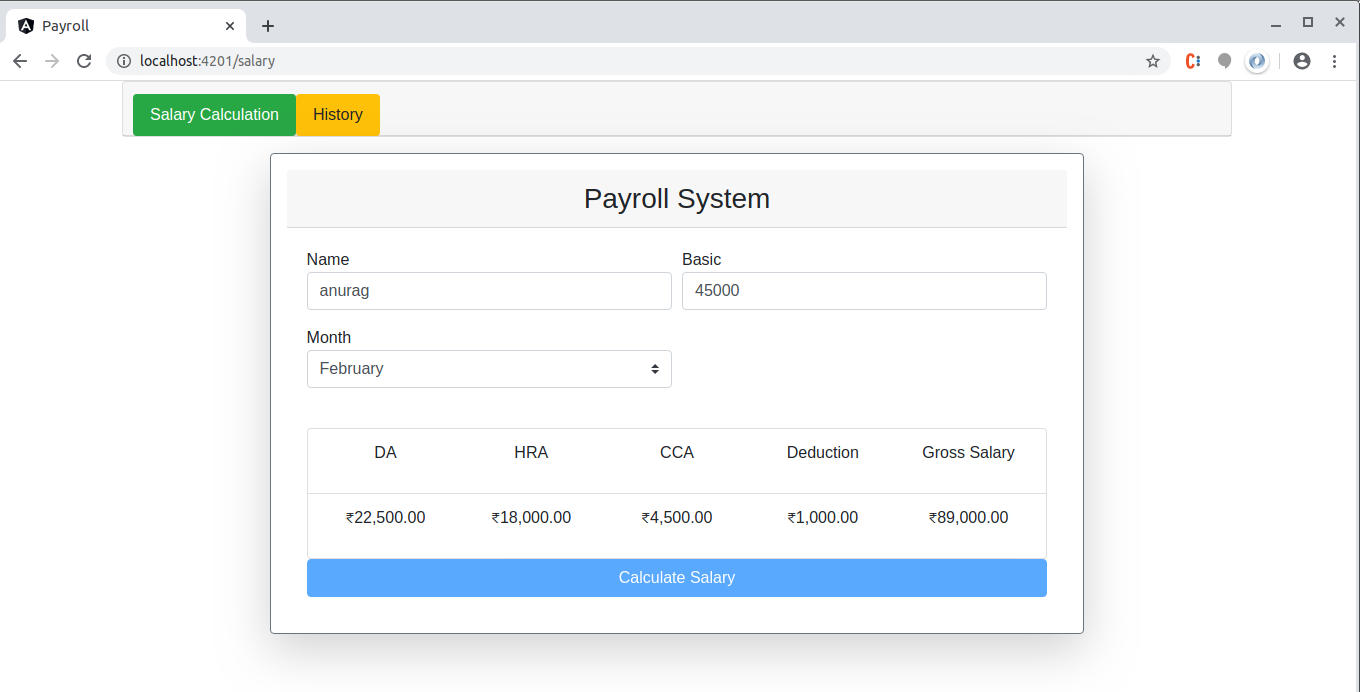 Payroll
localhost:4201/salary
Salary Calculation History
Payroll System
Name Basic
anurag 45000
Month
February
DA HRA CCA Deduction Gross Salary
₹22,500.00 ₹18,000.00 ₹4,500.00 ₹1,000.00 ₹89,000.00
Calculate Salary